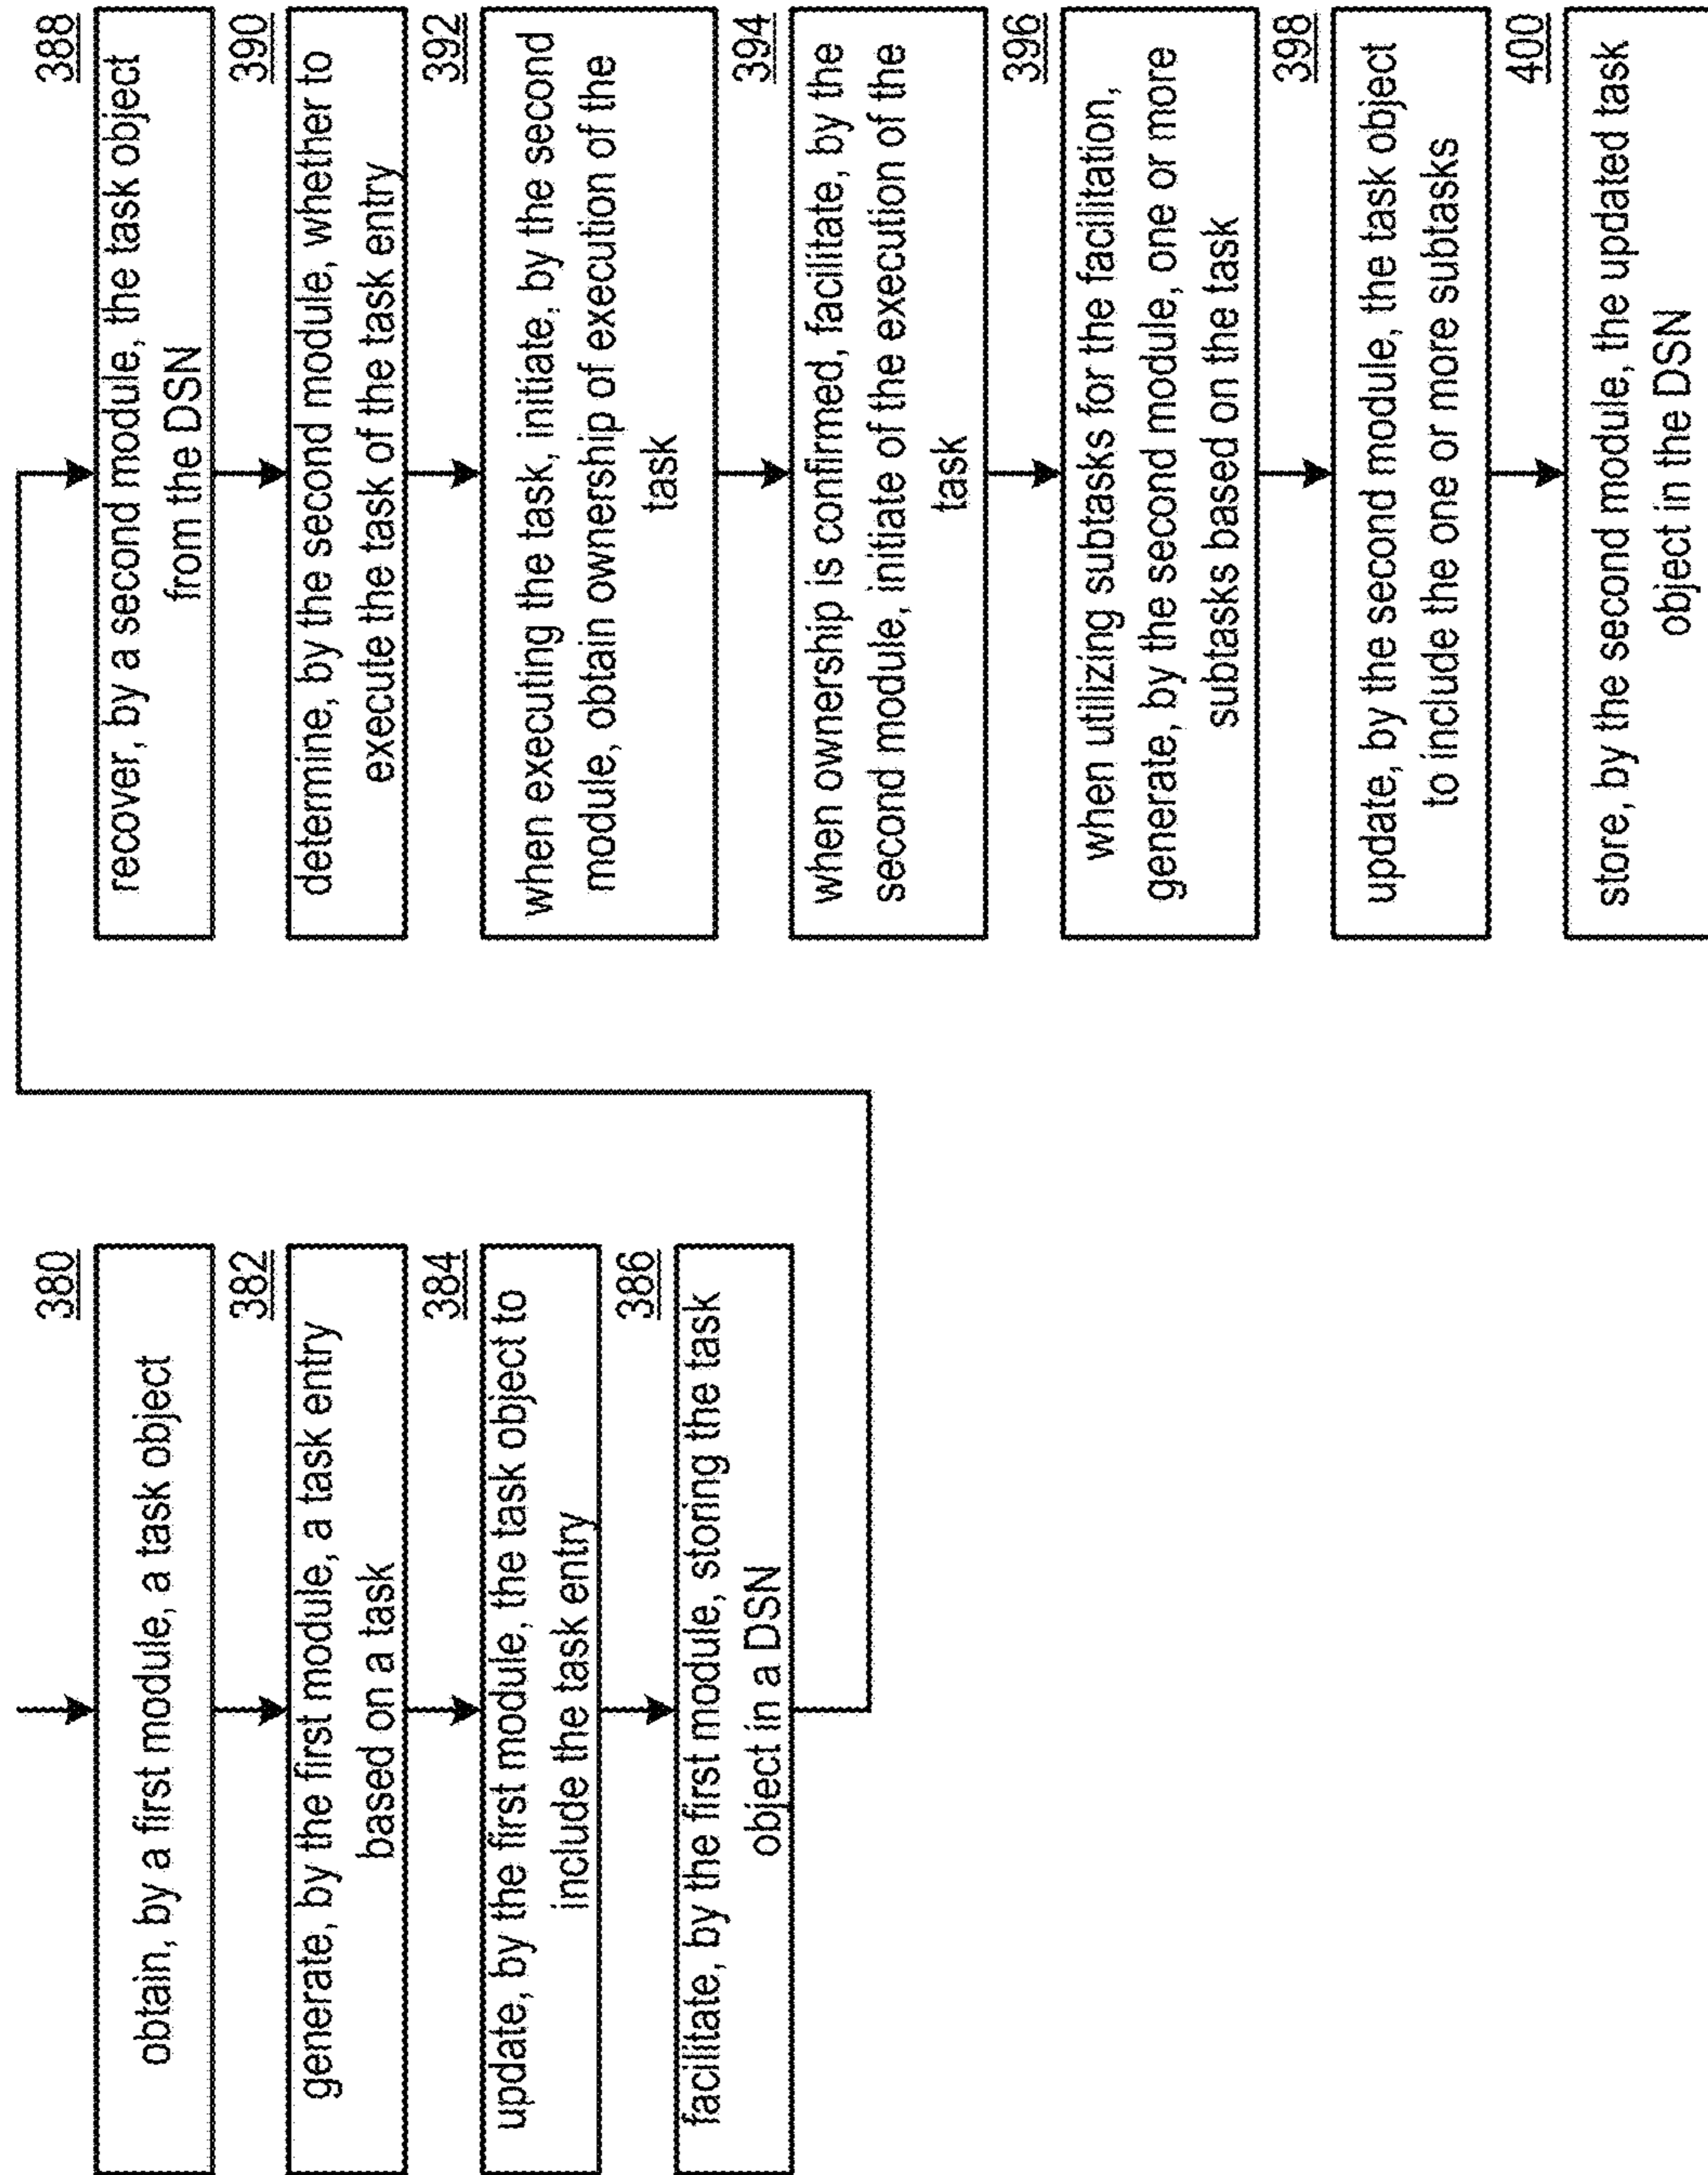 380
obtain, by a first module, a task object
382
generate, by the first module, a task entry
based on a task
384
update, by the first module, the task object to
include the task entry
386
facilitate, by the first module, storing the task
object in a DSN
388
recover, by a second module, the task object
from the DSN
390
determine, by the second module, whether to
execute the task of the task entry
392
when executing the task, initiate, by the second
module, obtain ownership of execution of the
task
394
when ownership is confirmed, facilitate, by the
second module, initiate of the execution of the
task
396
when utilizing subtasks for the facilitation,
generate, by the second module, one or more
subtasks based on the task
398
update, by the second module, the task object
to include the one or more subtasks
400
store, by the second module, the updated task
object in the DSN